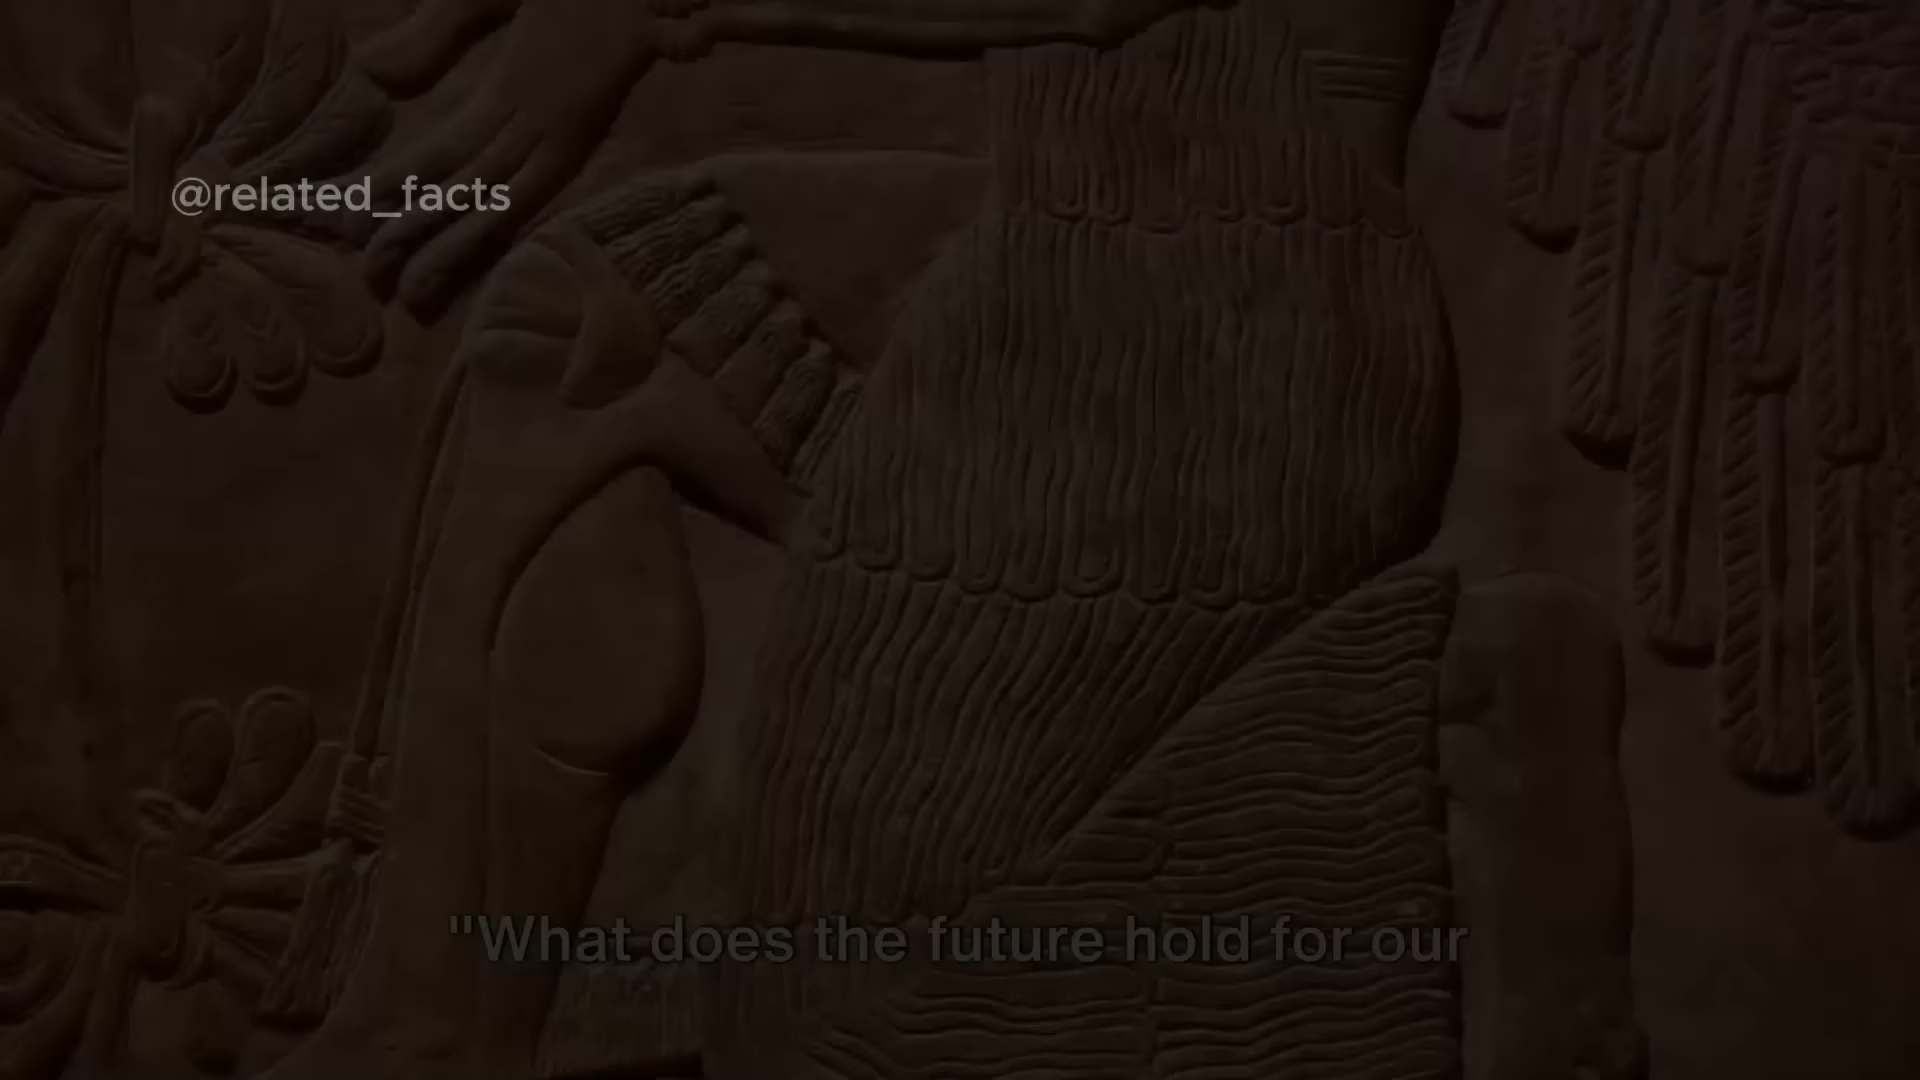 @related_facts
"What does the future hold for our